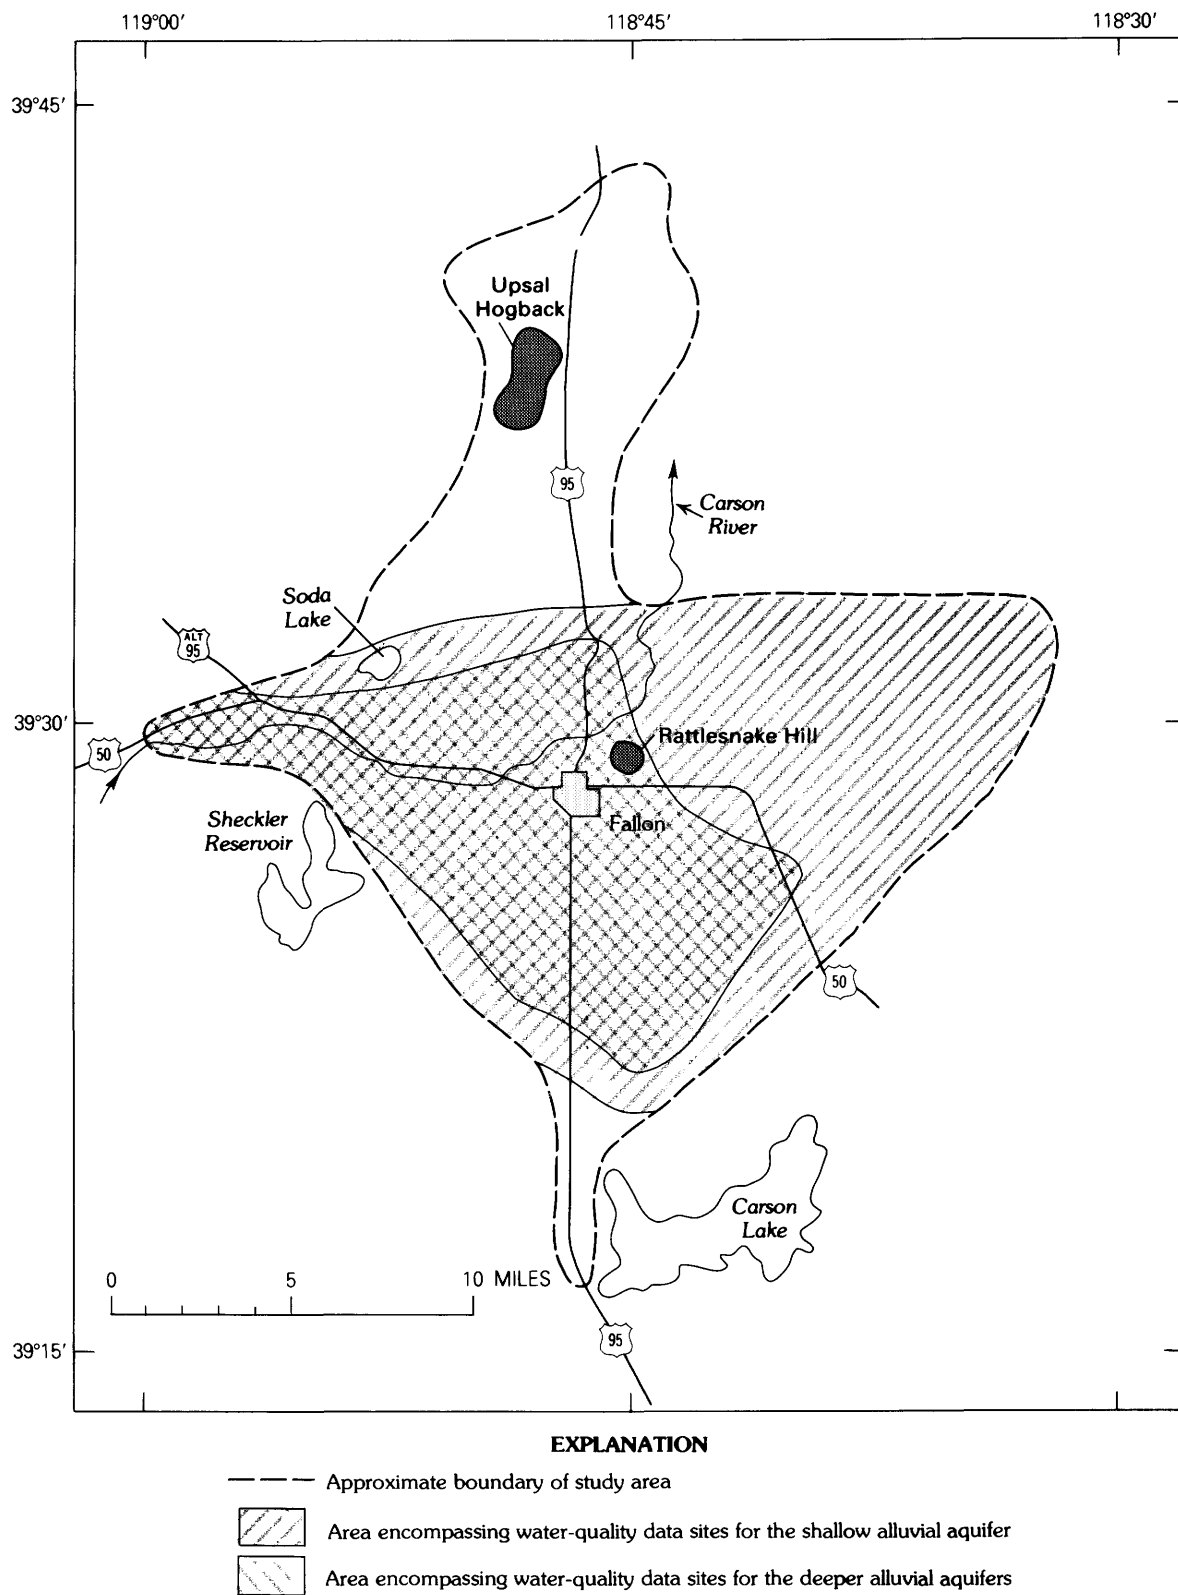 119°00′ 118°45′ 118°30′
39°45′
Upsal
Hogback
95
Carson
River
Soda
Lake
ALT
95
39°30′
50
Rattlesnake Hill
Sheckler
Reservoir
Fallon
50
Carson
Lake
0 5 10 MILES
95
39°15′
EXPLANATION
Approximate boundary of study area
Area encompassing water-quality data sites for the shallow alluvial aquifer
Area encompassing water-quality data sites for the deeper alluvial aquifers